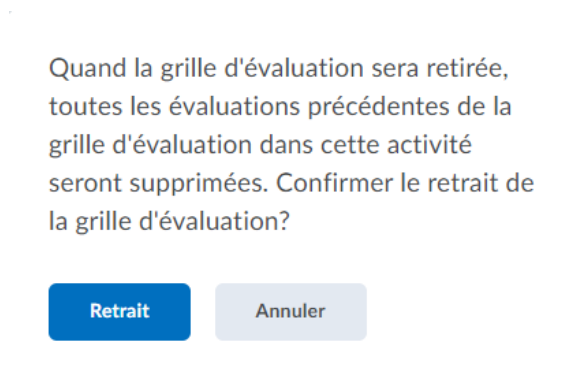 Quand la grille d'évaluation sera retirée,
toutes les évaluations précédentes de la
grille d'évaluation dans cette activité
seront supprimées. Confirmer le retrait de
la grille d'évaluation?
Retrait Annuler